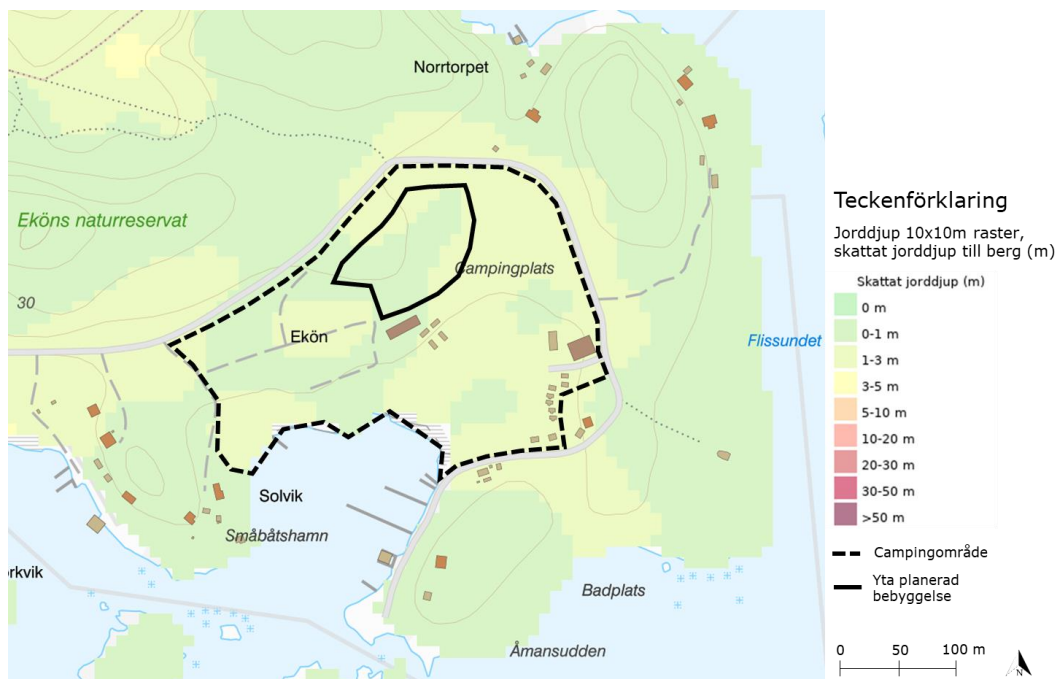 Norrtorpet
Eköns naturreservat
Campingplats
30
Ekön
Flissundet
Solvik
Småbåtshamn
rkvik
Badplats
Åmansudden
Teckenförklaring
Jorddjup 10x10m raster,
skattat jorddjup till berg (m)
Skattat jorddjup (m)
0 m
0-1 m
1-3 m
3-5 m
5-10 m
10-20 m
20-30 m
30-50 m
>50 m
Campingområde
Yta planerad
bebyggelse
0 50 100 m
N